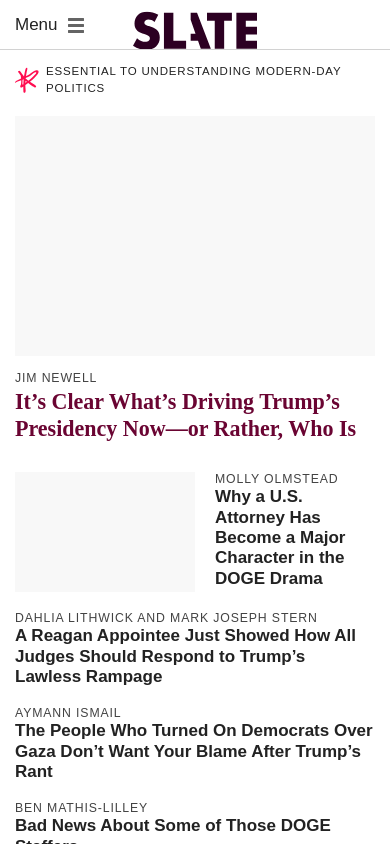 Menu
SLATE
ESSENTIAL TO UNDERSTANDING MODERN-DAY
POLITICS
JIM NEWELL
It’s Clear What’s Driving Trump’s
Presidency Now—or Rather, Who Is
MOLLY OLMSTEAD
Why a U.S.
Attorney Has
Become a Major
Character in the
DOGE Drama
DAHLIA LITHWICK AND MARK JOSEPH STERN
A Reagan Appointee Just Showed How All
Judges Should Respond to Trump’s
Lawless Rampage
AYMANN ISMAIL
The People Who Turned On Democrats Over
Gaza Don’t Want Your Blame After Trump’s
Rant
BEN MATHIS-LILLEY
Bad News About Some of Those DOGE
Staffers